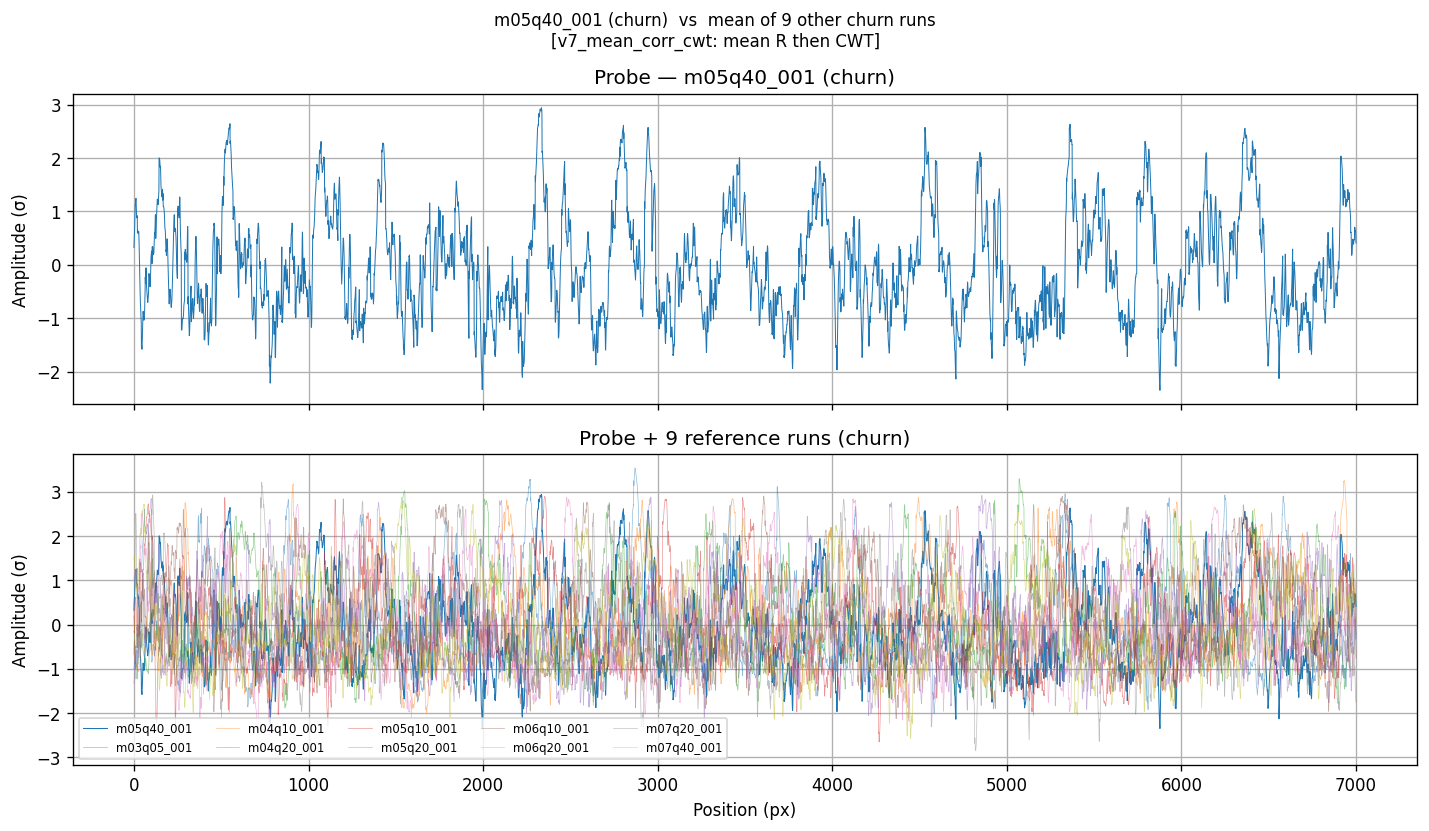 m05q40_001 (churn)  vs  mean of 9 other churn runs
[v7_mean_corr_cwt: mean R then CWT]
Probe — m05q40_001 (churn)
Amplitude (σ)
3
2
1
0
−1
−2
Probe + 9 reference runs (churn)
Amplitude (σ)
3
2
1
0
−1
−2
−3
m05q40_001 m04q10_001 m05q10_001 m06q10_001 m07q20_001
m03q05_001 m04q20_001 m05q20_001 m06q20_001 m07q40_001
0 1000 2000 3000 4000 5000 6000 7000
Position (px)